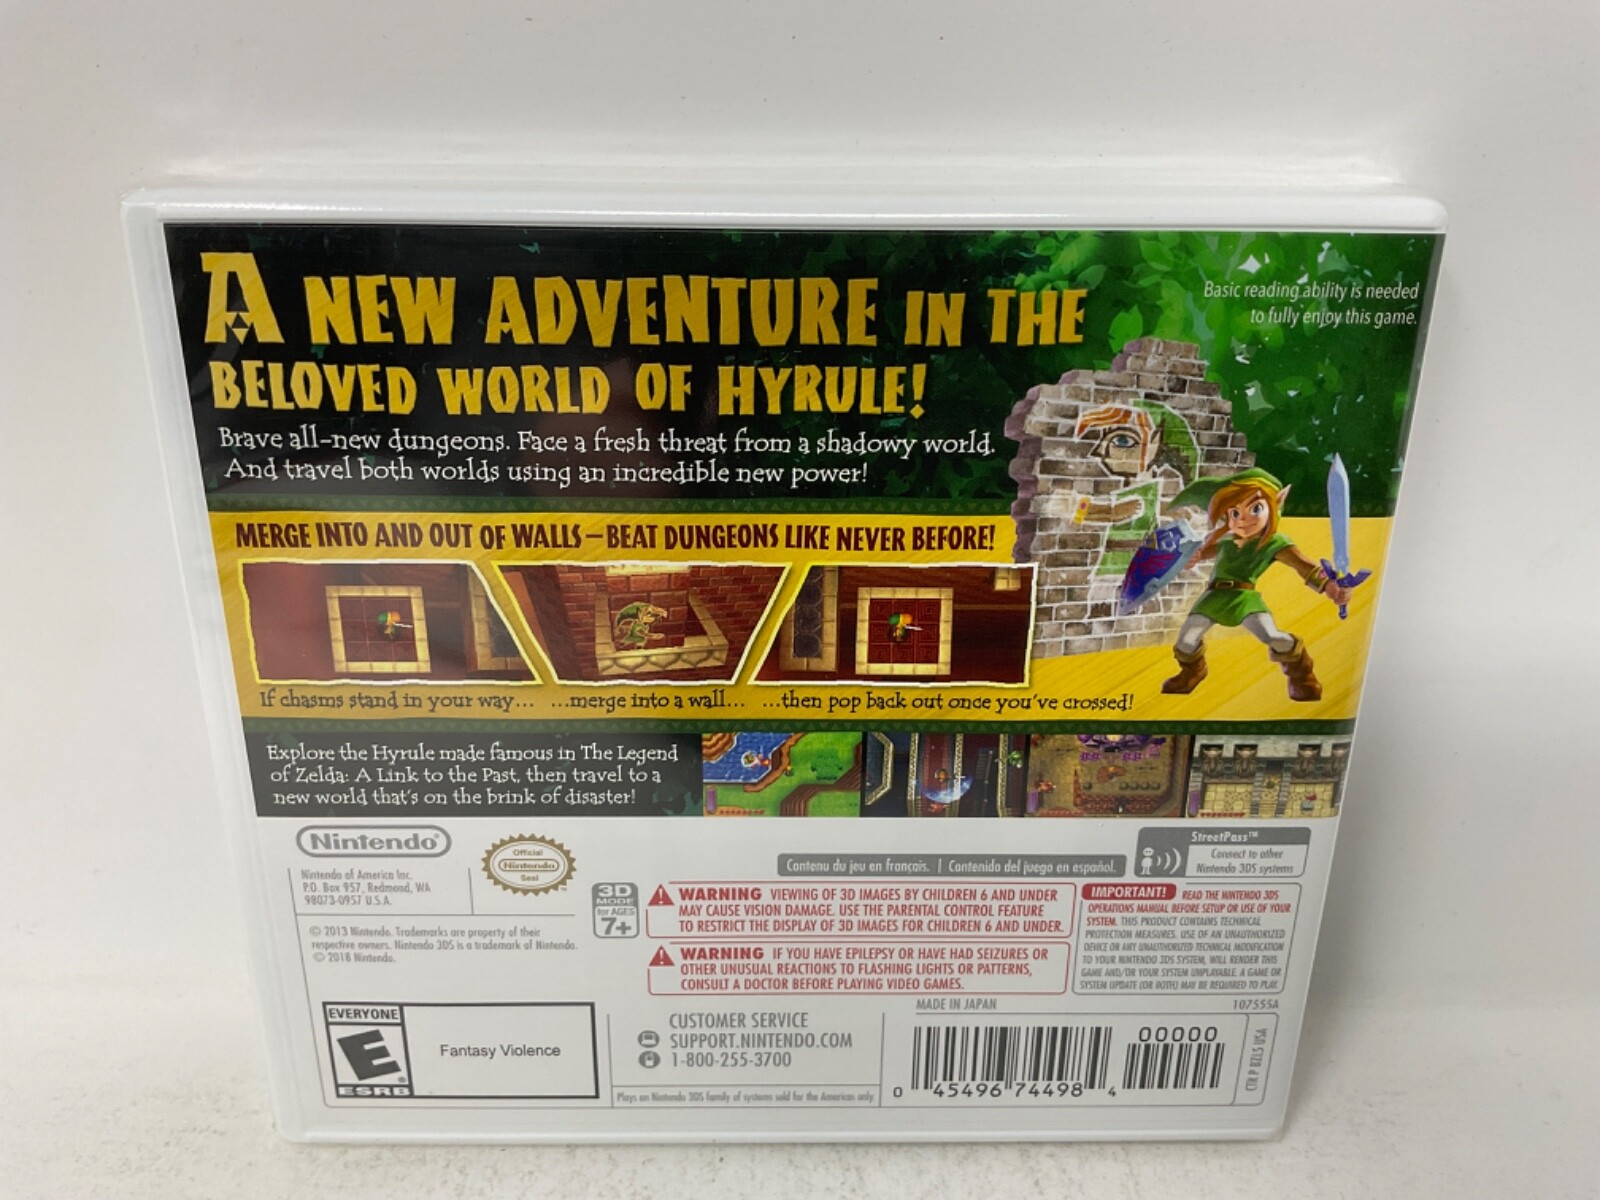 A NEW ADVENTURE IN THE
BELOVED WORLD OF HYRULE!
Basic reading ability is needed
to fully enjoy this game.
Brave all-new dungeons. Face a fresh threat from a shadowy world.
And travel both worlds using an incredible new power!
MERGE INTO AND OUT OF WALLS—BEAT DUNGEONS LIKE NEVER BEFORE!
If chasms stand in your way... ...merge into a wall... ...then pop back out once you've crossed!
Explore the Hyrule made famous in The Legend
of Zelda: A Link to the Past, then travel to a
new world that's on the brink of disaster!
Nintendo®
Nintendo of America Inc.
P.O. Box 957, Redmond, WA
98073-0957 U.S.A.
Official
Nintendo
Seal
© 2013 Nintendo. Trademarks are property of their
respective owners. Nintendo 3DS is a trademark of Nintendo.
© 2018 Nintendo.
Contenu du jeu en français. | Contenido del juego en español.
StreetPass™
Connect to other
Nintendo 3DS systems
3D
MODE
for AGES
7+
WARNING VIEWING OF 3D IMAGES BY CHILDREN 6 AND UNDER
MAY CAUSE VISION DAMAGE. USE THE PARENTAL CONTROL FEATURE
TO RESTRICT THE DISPLAY OF 3D IMAGES FOR CHILDREN 6 AND UNDER.
WARNING IF YOU HAVE EPILEPSY OR HAVE HAD SEIZURES OR
OTHER UNUSUAL REACTIONS TO FLASHING LIGHTS OR PATTERNS,
CONSULT A DOCTOR BEFORE PLAYING VIDEO GAMES.
IMPORTANT! READ THE NINTENDO 3DS
OPERATIONS MANUAL BEFORE SETUP OR USE OF YOUR
SYSTEM. THIS PRODUCT CONTAINS TECHNICAL
PROTECTION MEASURES. USE OF AN UNAUTHORIZED
DEVICE OR ANY UNAUTHORIZED TECHNICAL MODIFICATION
TO YOUR NINTENDO 3DS SYSTEM, WILL RENDER THIS
GAME AND/OR YOUR SYSTEM UNPLAYABLE. A GAME OR
SYSTEM UPDATE (OR BOTH) MAY BE REQUIRED TO PLAY.
MADE IN JAPAN
107555A
EVERYONE
E
ESRB
Fantasy Violence
CUSTOMER SERVICE
SUPPORT.NINTENDO.COM
1-800-255-3700
Plays on Nintendo 3DS family of systems sold for the Americas only.
0 45496 74498 4
00000
CTR P BZLS USA